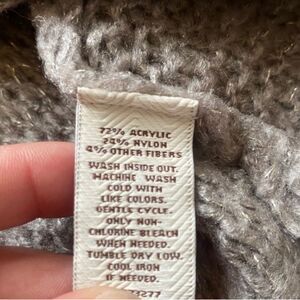 72% ACRYLIC
24% NYLON
4% OTHER FIBERS
WASH INSIDE OUT.
MACHINE WASH
COLD WITH
LIKE COLORS.
GENTLE CYCLE.
ONLY NON-
CHLORINE BLEACH
WHEN NEEDED.
TUMBLE DRY LOW.
COOL IRON
IF NEEDED.